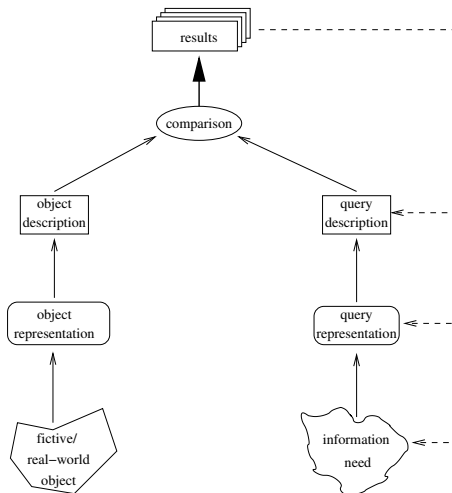 results
comparison
object
description
query
description
object
representation
query
representation
fictive/
real−world
object
information
need